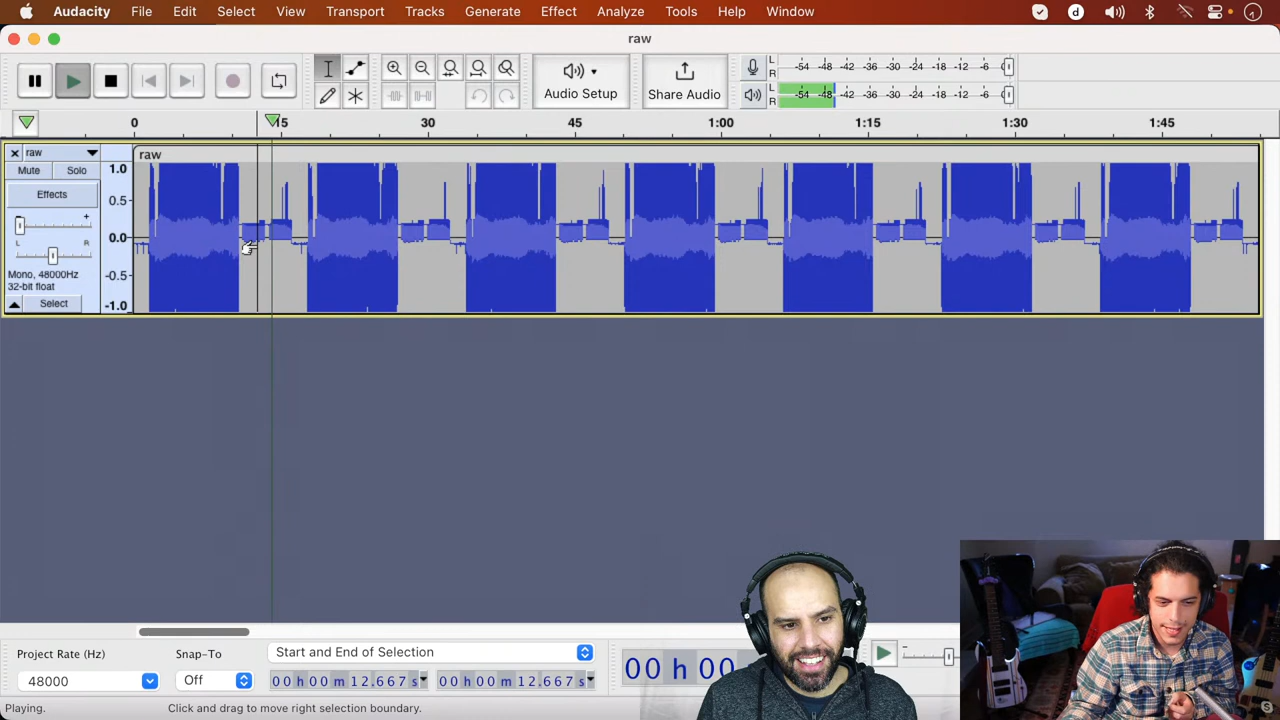 Audacity File Edit Select View Transport Tracks Generate Effect Analyze Tools Help Window
raw
L
R
-54 -48 -42 -36 -30 -24 -18 -12 -6
L
R
-54 -48 -42 -36 -30 -24 -18 -12 -6
Audio Setup
Share Audio
0 15 30 45 1:00 1:15 1:30 1:45
raw
Mute Solo
Effects
- +
L R
Mono, 48000Hz
32-bit float
Select
1.0
0.5
0.0
-0.5
-1.0
raw
Project Rate (Hz)
48000
Snap-To
Off
Start and End of Selection
00 h 00 m 12.667 s
00 h 00 m 12.667 s
00 h 00
Playing.
Click and drag to move right selection boundary.